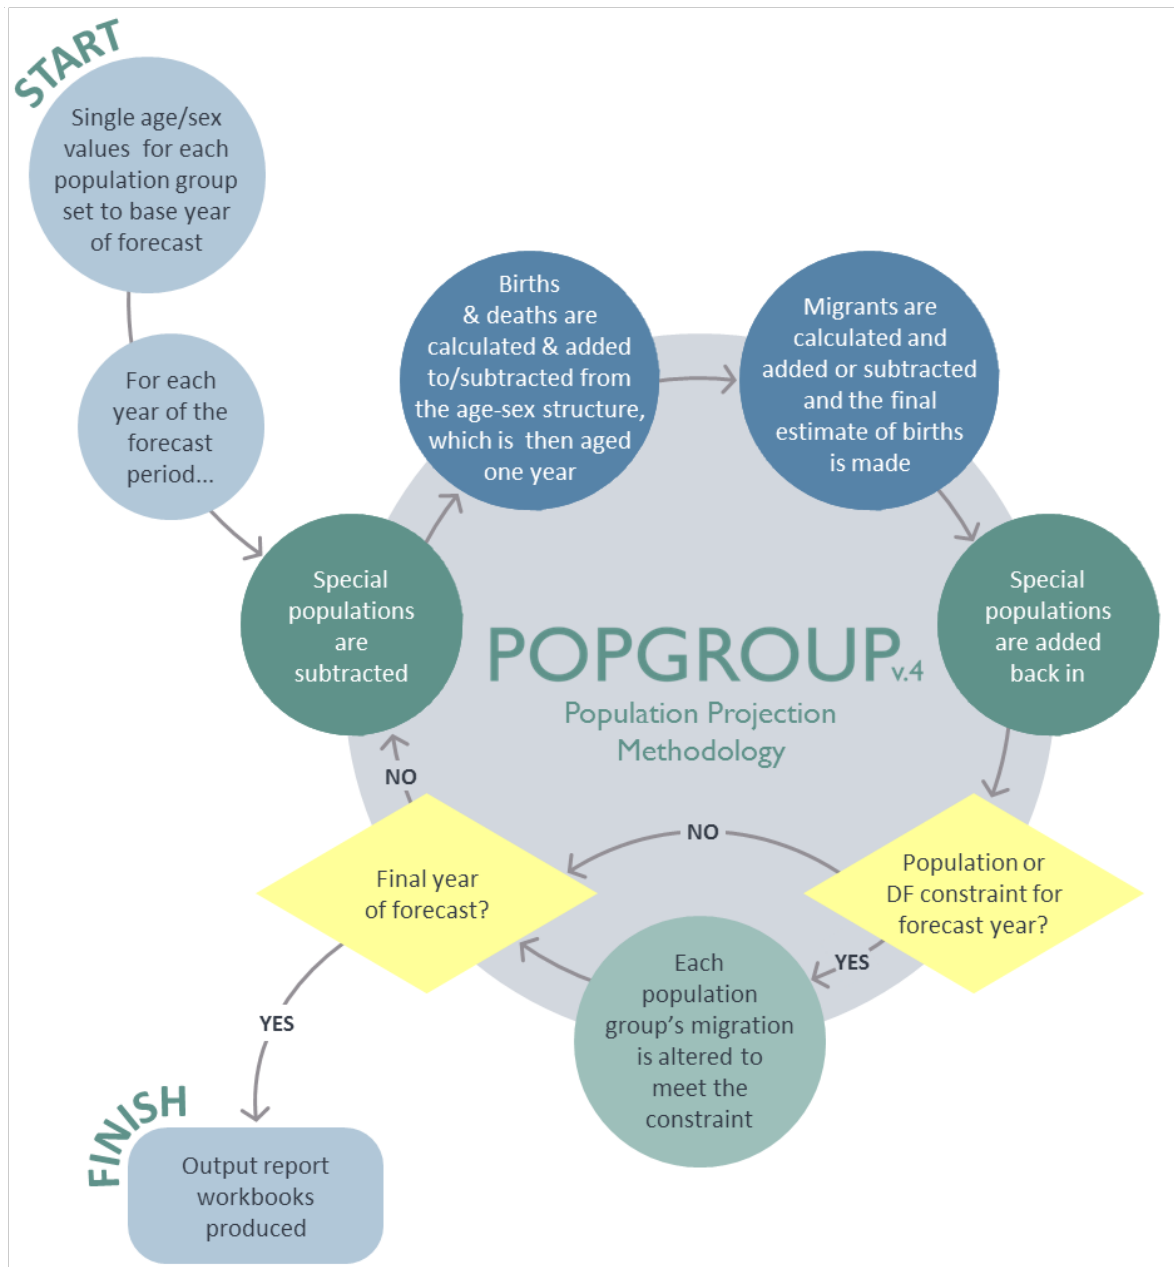 START
Single age/sex
values for each
population group
set to base year
of forecast
For each
year of the
forecast
period...
Special
populations
are
subtracted
Births
& deaths are
calculated & added
to/subtracted from
the age-sex structure,
which is then aged
one year
Migrants are
calculated and
added or subtracted
and the final
estimate of births
is made
Special
populations
are added
back in
POPGROUP v.4
Population Projection
Methodology
Population or
DF constraint for
forecast year?
NO
YES
Each
population
group’s migration
is altered to
meet the
constraint
Final year
of forecast?
NO
YES
FINISH
Output report
workbooks
produced